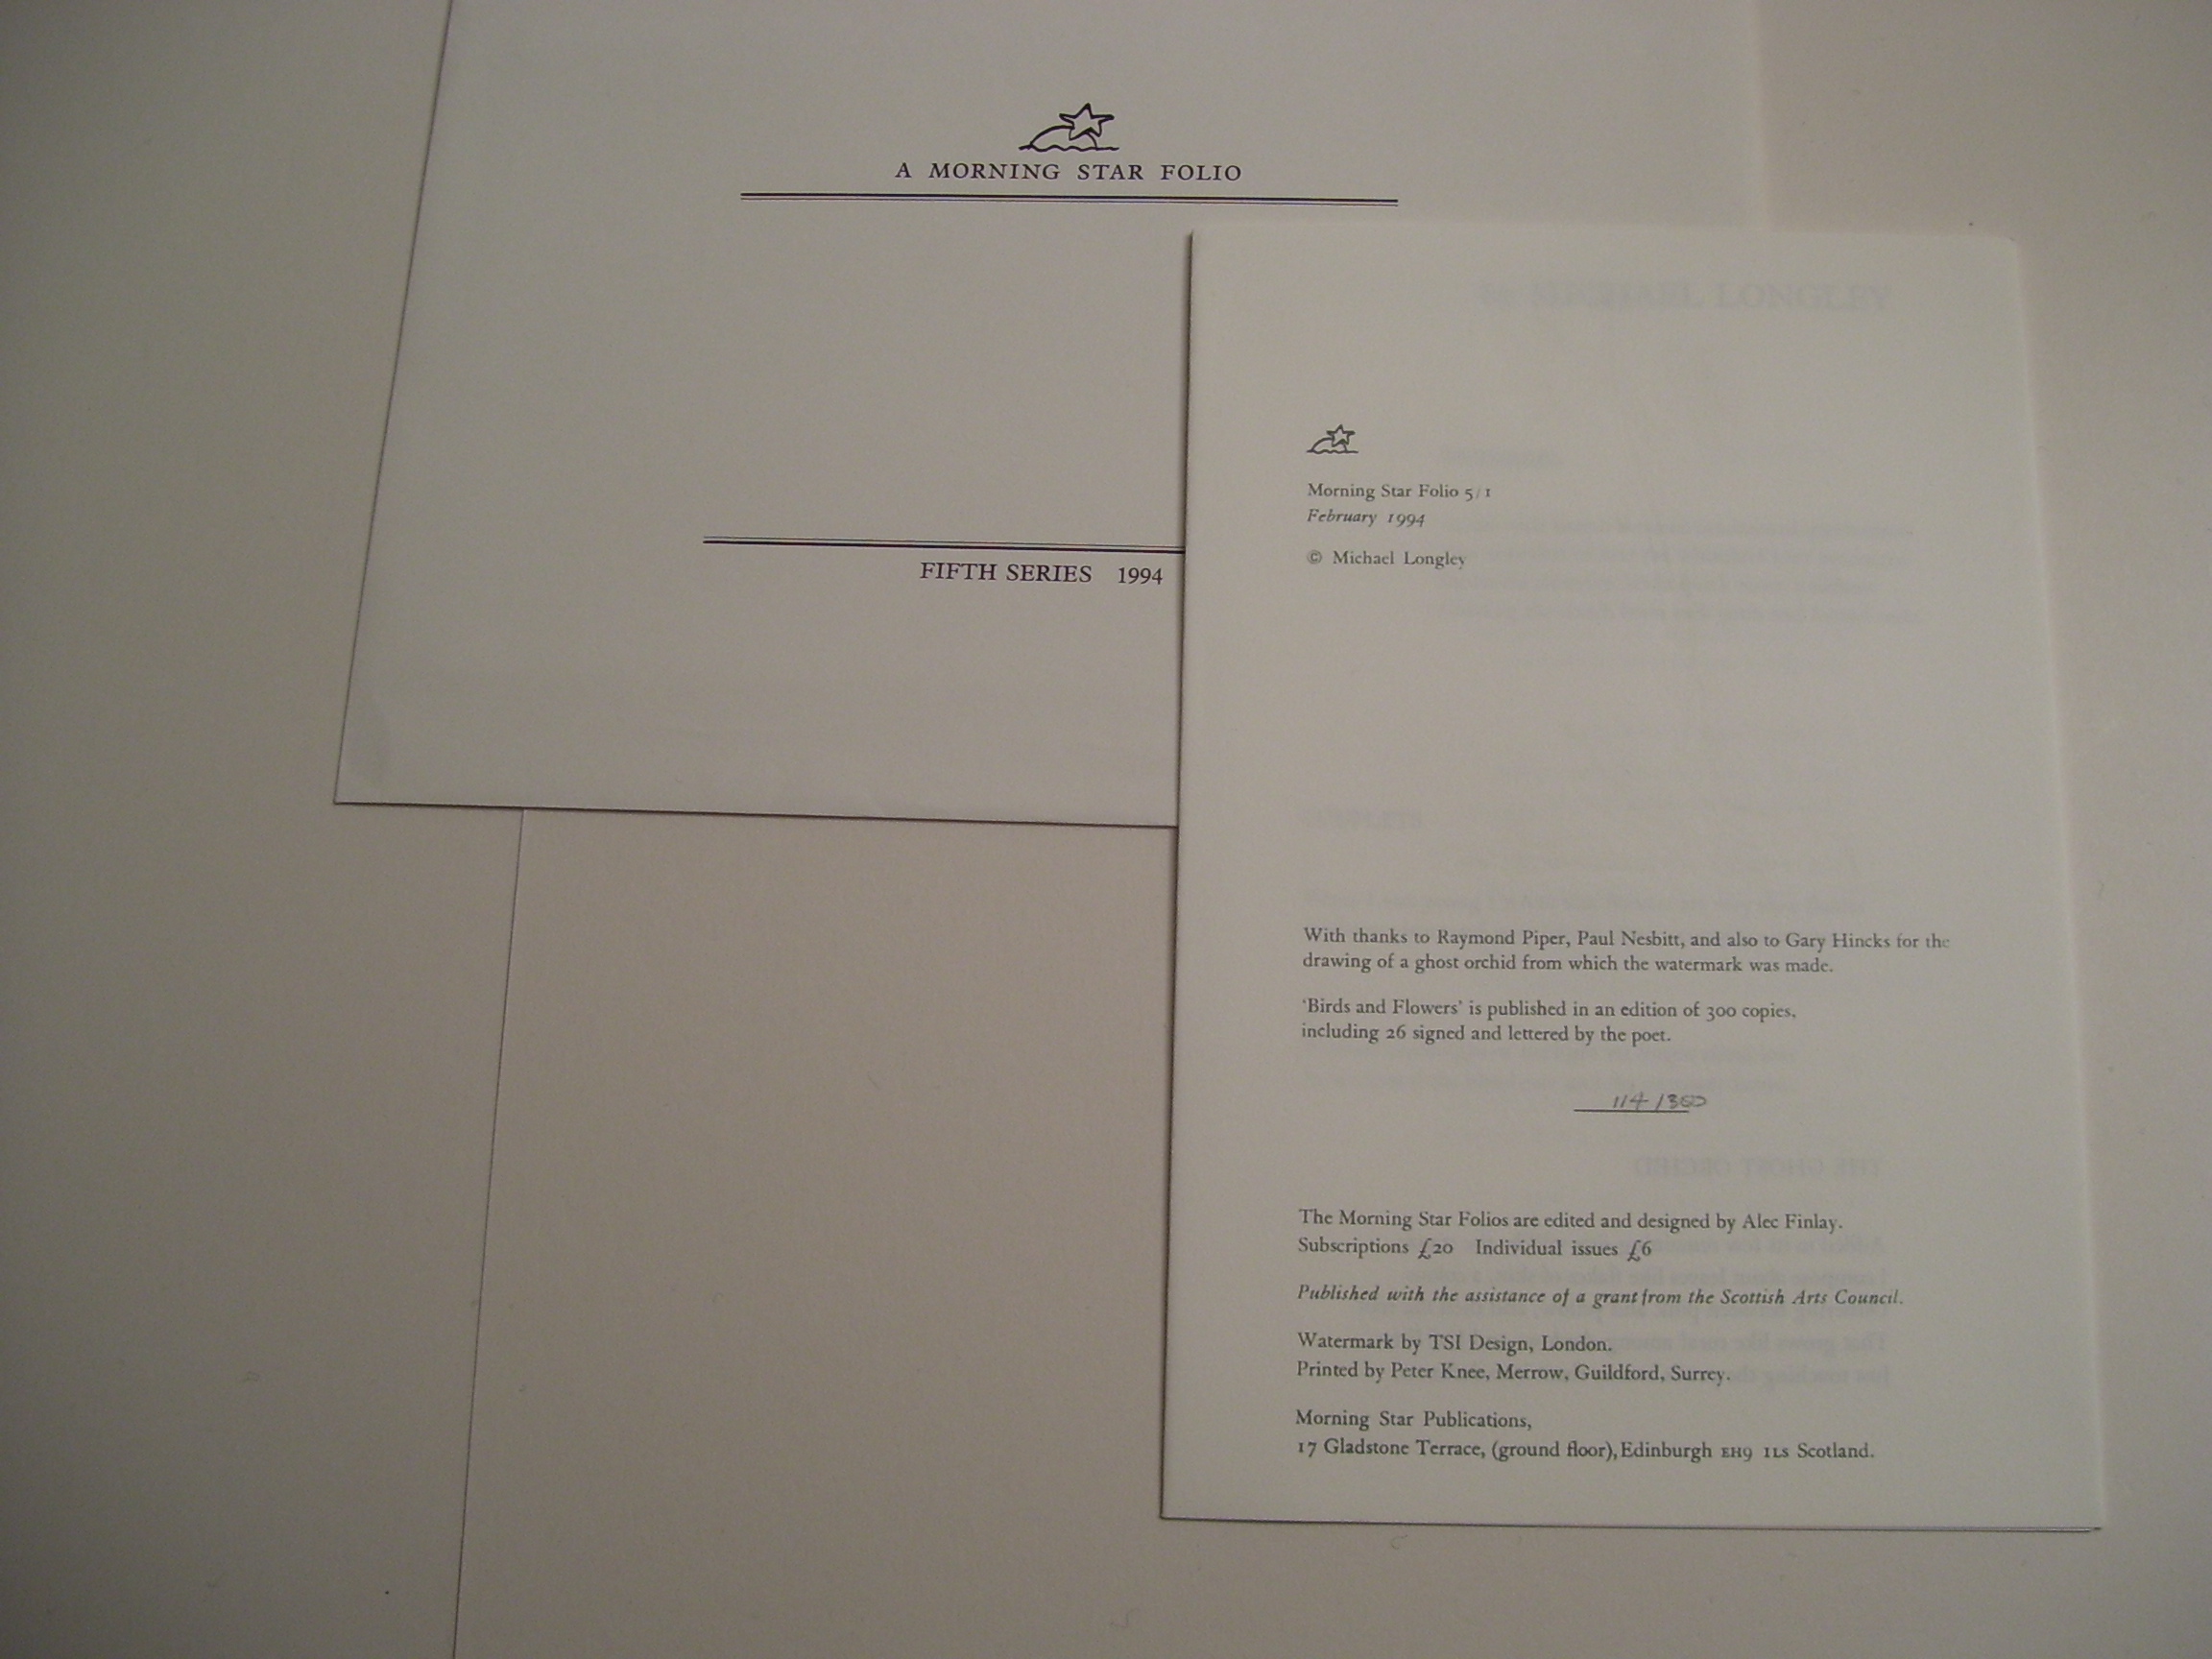 A MORNING STAR FOLIO
FIFTH SERIES 1994
MICHAEL LONGLEY
Morning Star Folio 5/1
February 1994
© Michael Longley
With thanks to Raymond Piper, Paul Nesbitt, and also to Gary Hincks for the
drawing of a ghost orchid from which the watermark was made.
'Birds and Flowers' is published in an edition of 300 copies,
including 26 signed and lettered by the poet.
114/300
THE GHOST ORCHID
The Morning Star Folios are edited and designed by Alec Finlay.
Subscriptions £20 Individual issues £6
Published with the assistance of a grant from the Scottish Arts Council.
Watermark by TSI Design, London.
Printed by Peter Knee, Merrow, Guildford, Surrey.
Morning Star Publications,
17 Gladstone Terrace, (ground floor), Edinburgh EH9 1LS Scotland.